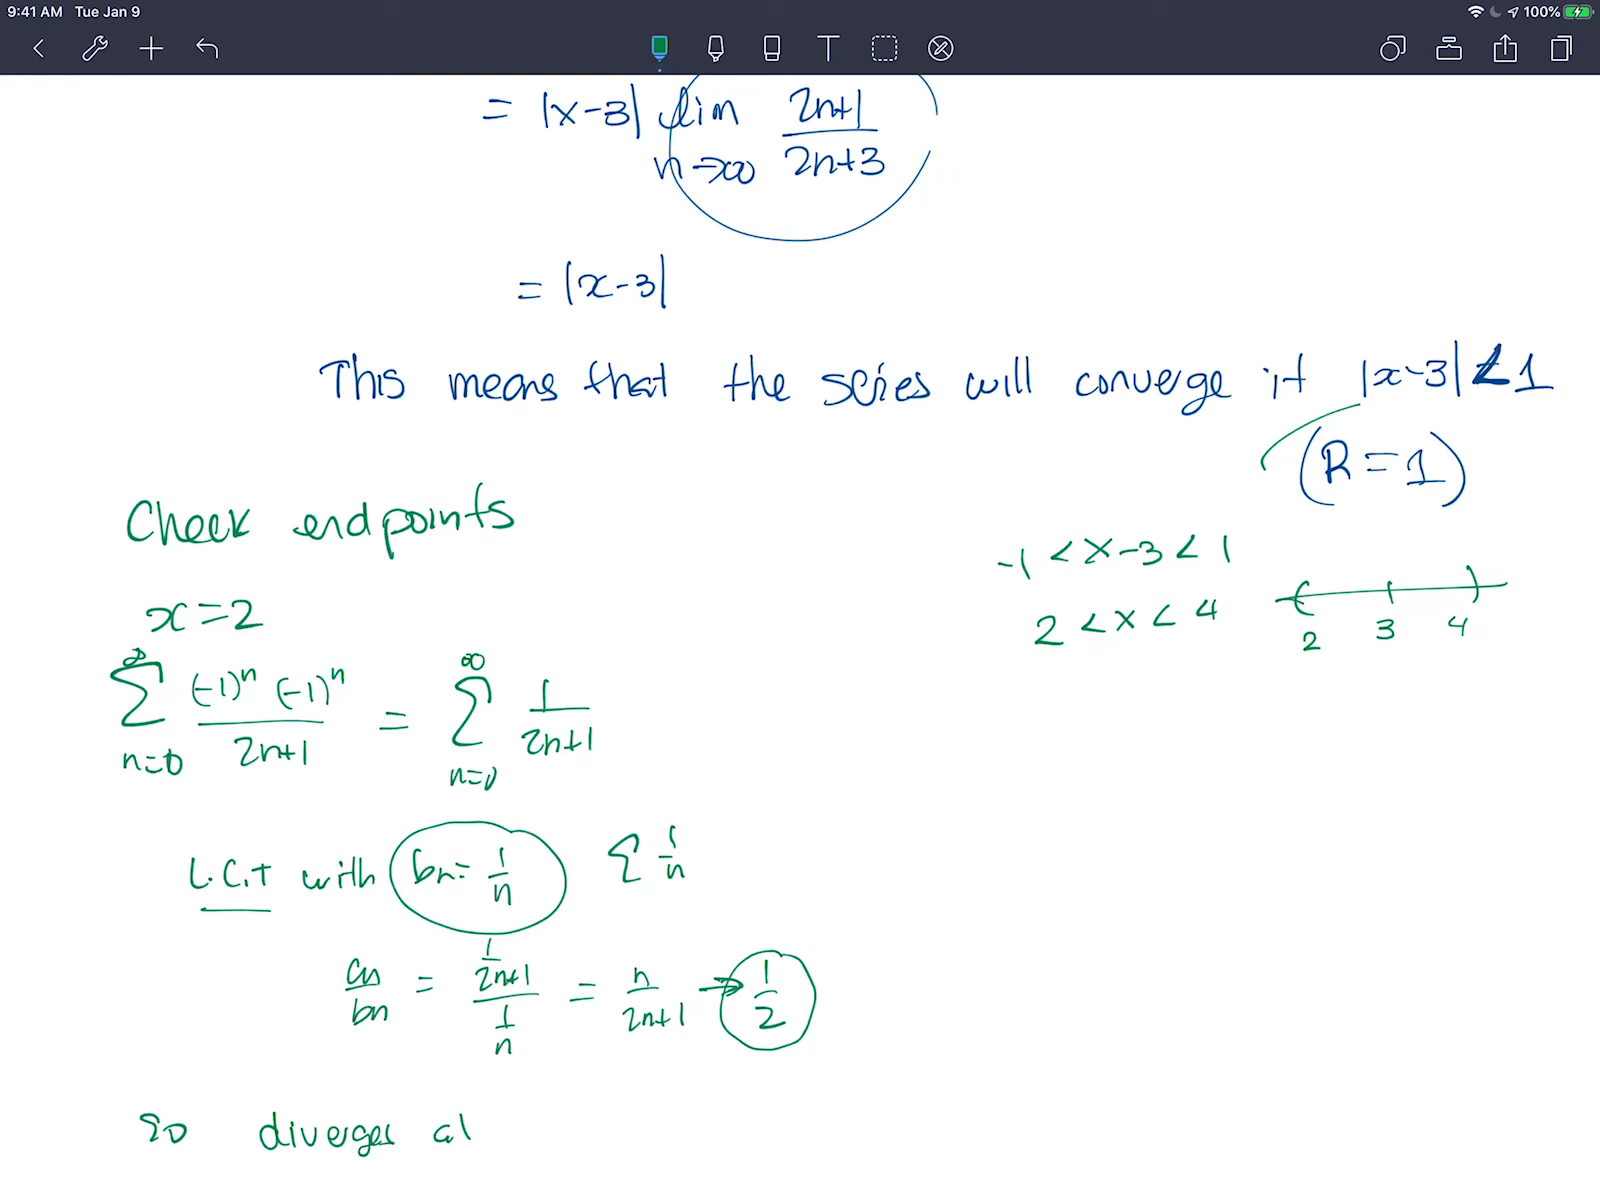 9:41 AM Tue Jan 9
100%
T
= |x-3| lim n→∞ 2n+1 / 2n+3
= |x-3|
This means that the series will converge if |x-3| < 1
(R=1)
Check endpoints
-1 < x-3 < 1
2 < x < 4
2 3 4
x=2
∞ Σ n=0 (-1)^n (-1)^n / 2n+1 = ∞ Σ n=0 1 / 2n+1
L.C.T with bn = 1/n Σ 1/n
an/bn = (1/2n+1) / (1/n) = n / 2n+1 → 1/2
So diverges al